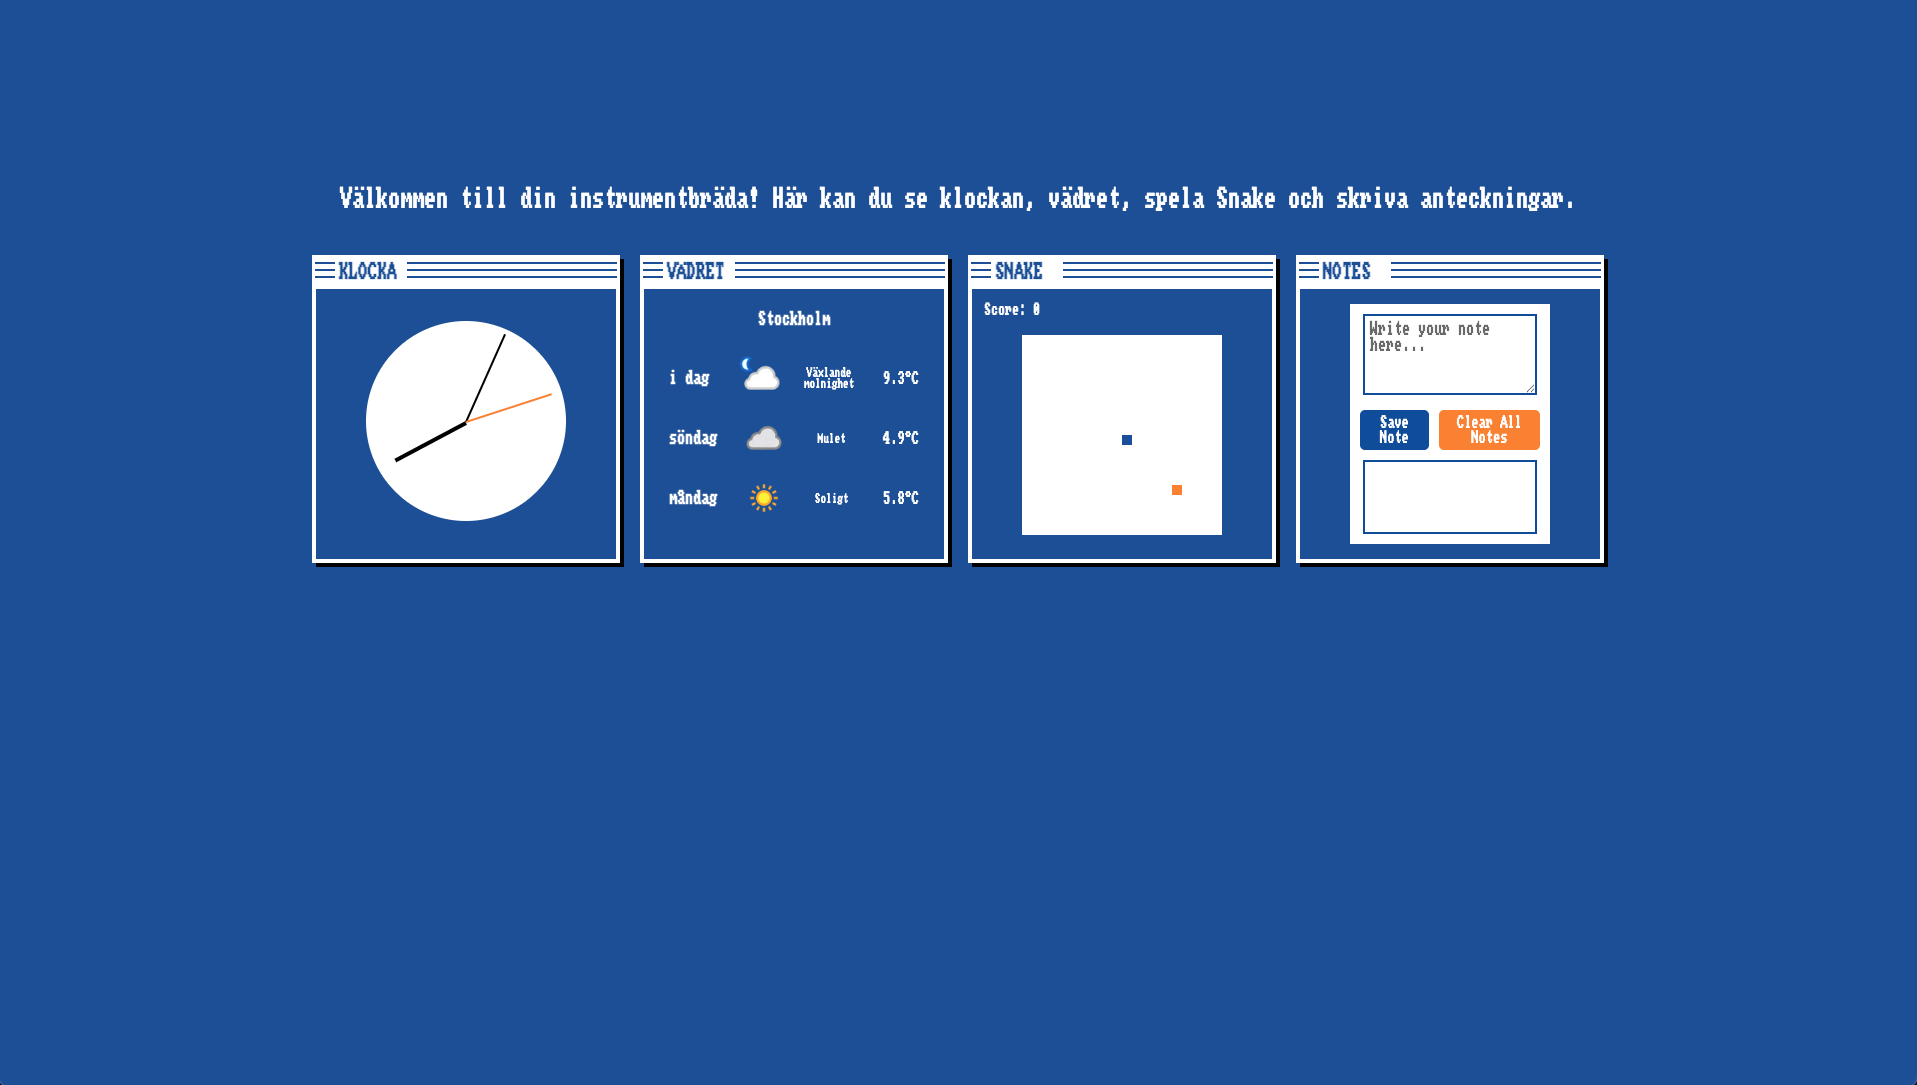 Välkommen till din instrumentbräda! Här kan du se klockan, vädret, spela Snake och skriva anteckningar.
KLOCKA
VÄDRET
Stockholm
i dag
Växlande
molnighet
9.3°C
söndag
Mulet
4.9°C
måndag
Soligt
5.8°C
SNAKE
Score: 0
NOTES
Write your note
here...
Save
Note
Clear All
Notes